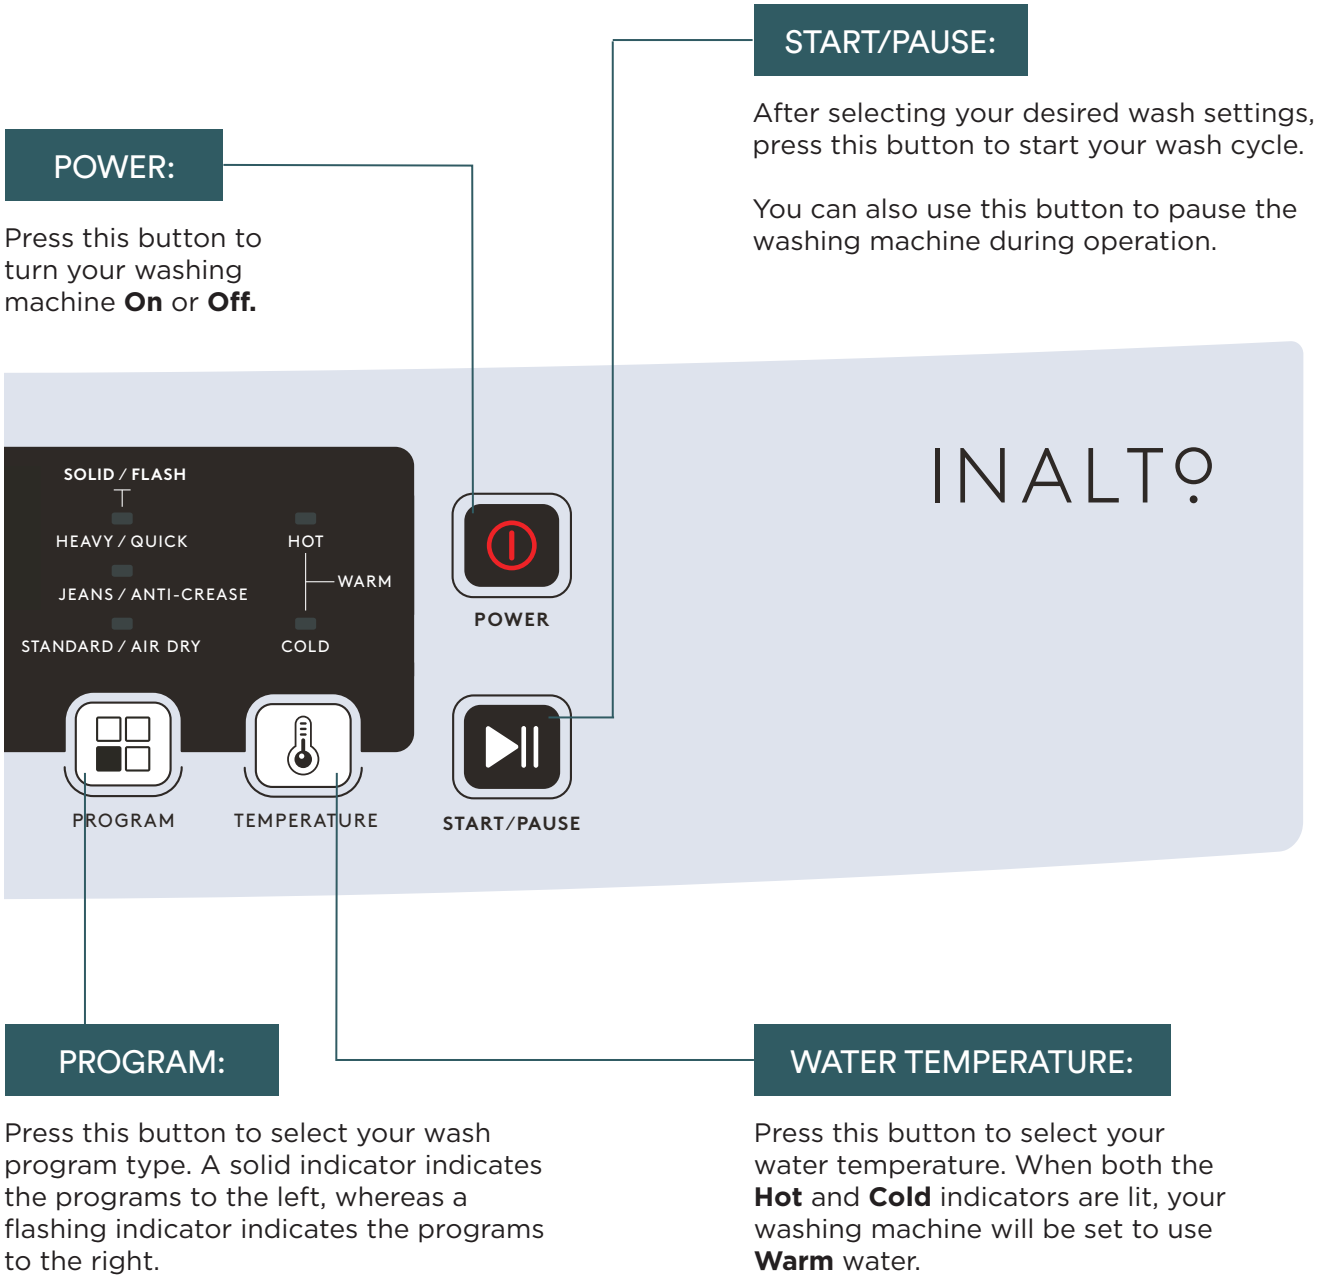 START/PAUSE:
After selecting your desired wash settings,
press this button to start your wash cycle.
You can also use this button to pause the
washing machine during operation.
POWER:
Press this button to
turn your washing
machine On or Off.
INALTO
SOLID / FLASH
HEAVY / QUICK
JEANS / ANTI-CREASE
STANDARD / AIR DRY
HOT
WARM
COLD
POWER
PROGRAM
TEMPERATURE
START/PAUSE
PROGRAM:
Press this button to select your wash
program type. A solid indicator indicates
the programs to the left, whereas a
flashing indicator indicates the programs
to the right.
WATER TEMPERATURE:
Press this button to select your
water temperature. When both the
Hot and Cold indicators are lit, your
washing machine will be set to use
Warm water.